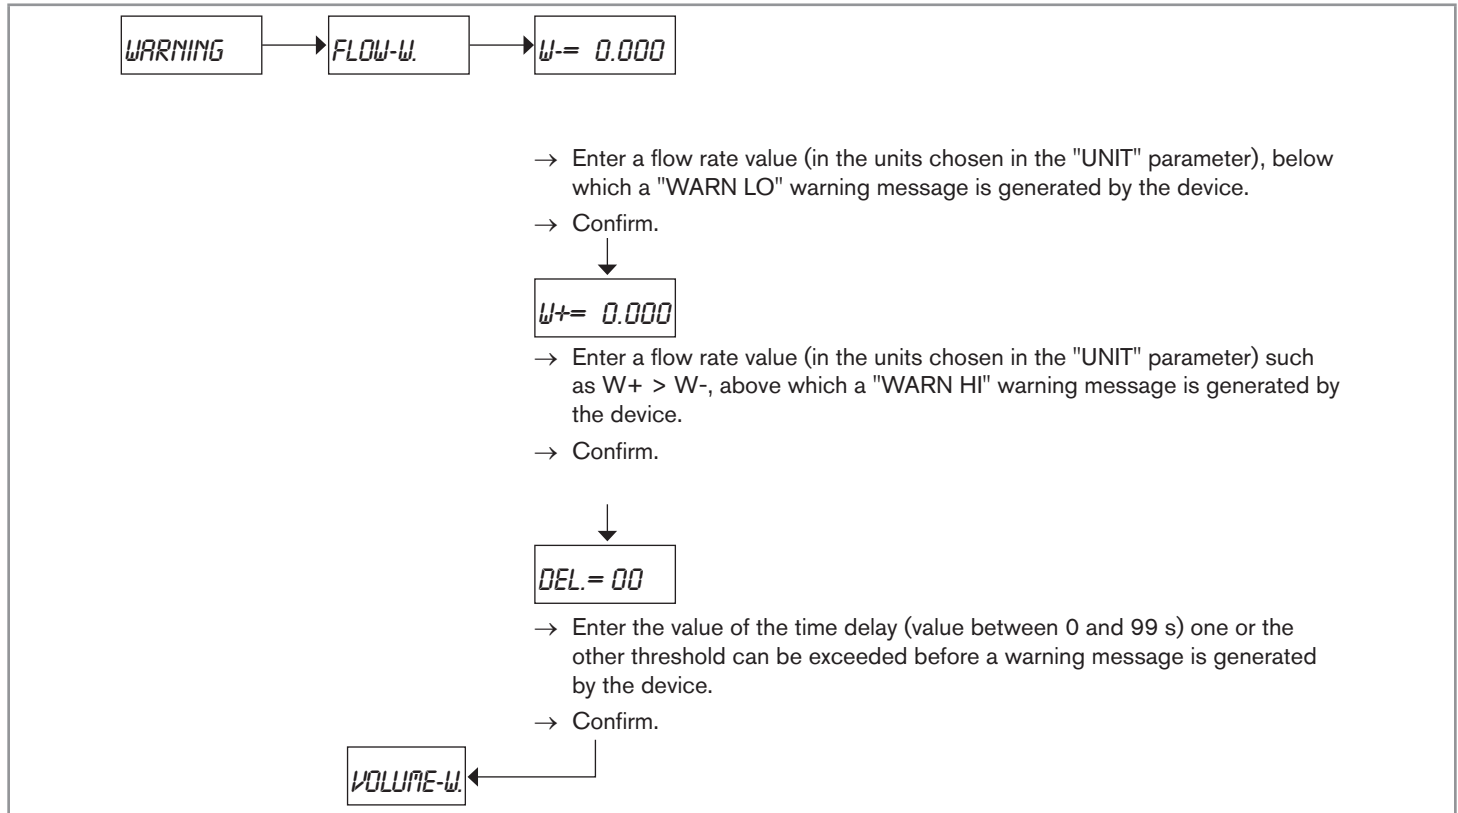 WARNING
FLOW-W.
W-= 0.000
→ Enter a flow rate value (in the units chosen in the "UNIT" parameter), below
which a "WARN LO" warning message is generated by the device.
→ Confirm.
W+= 0.000
→ Enter a flow rate value (in the units chosen in the "UNIT" parameter) such
as W+ > W-, above which a "WARN HI" warning message is generated by
the device.
→ Confirm.
DEL.= 00
→ Enter the value of the time delay (value between 0 and 99 s) one or the
other threshold can be exceeded before a warning message is generated
by the device.
→ Confirm.
VOLUME-W.